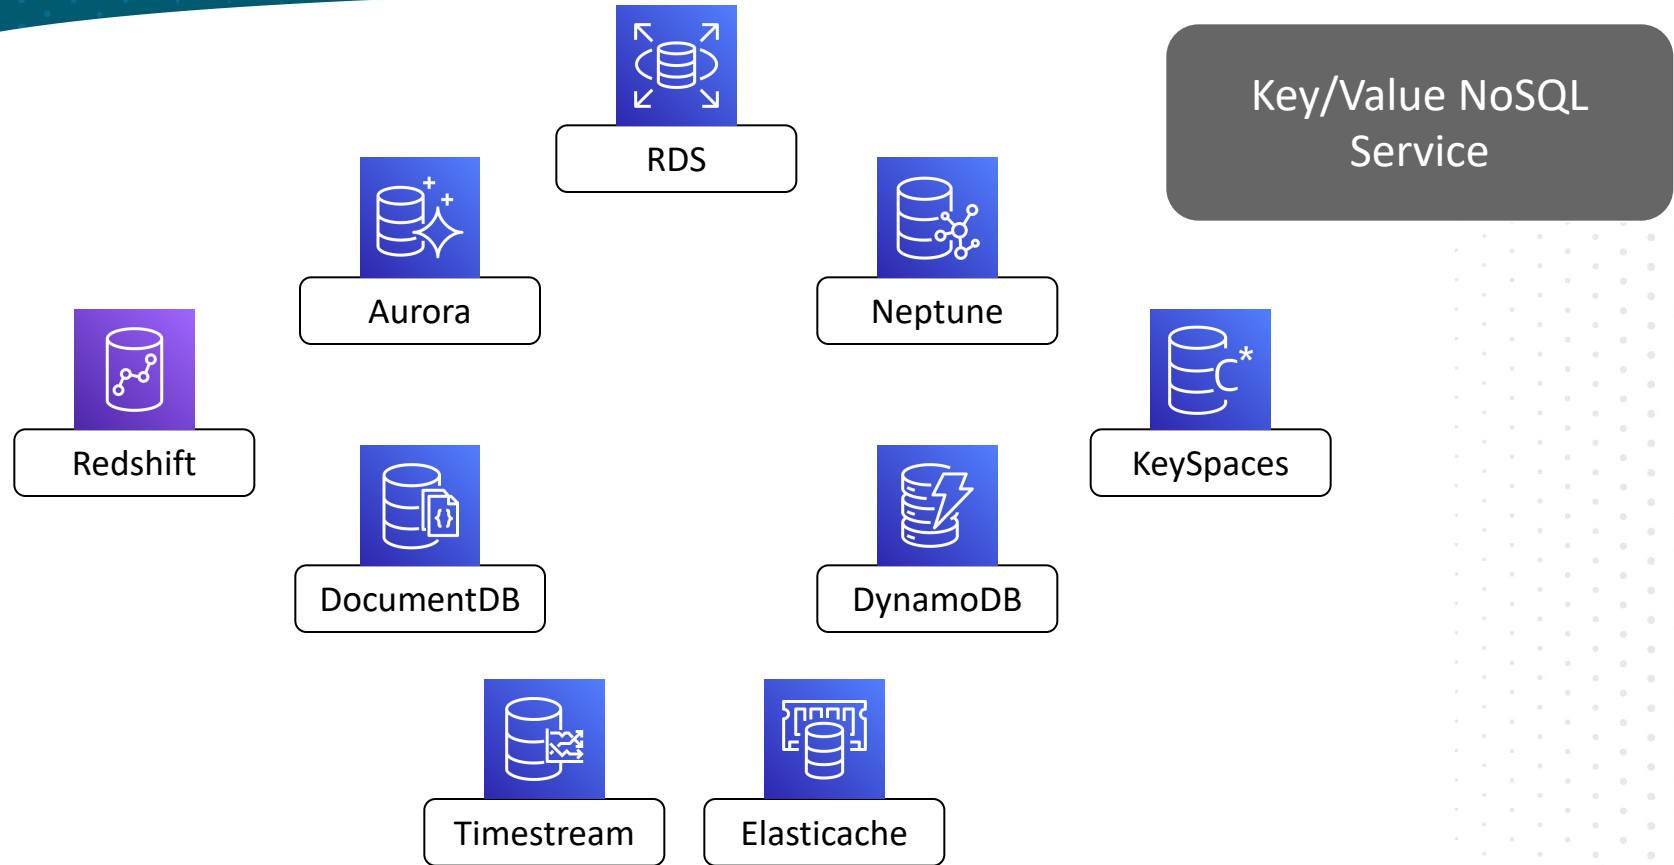 RDS
Key/Value NoSQL
Service
Aurora
Neptune
C*
Redshift
KeySpaces
{}
DocumentDB
DynamoDB
Timestream
Elasticache